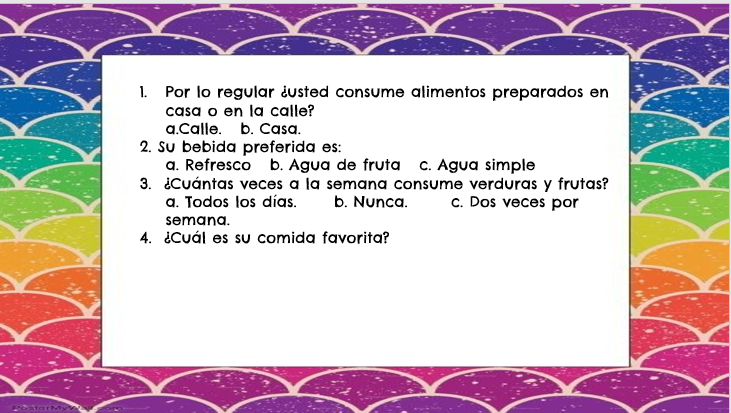 1. Por lo regular ¿usted consume alimentos preparados en
casa o en la calle?
a.Calle. b. Casa.
2. Su bebida preferida es:
a. Refresco b. Agua de fruta c. Agua simple
3. ¿Cuántas veces a la semana consume verduras y frutas?
a. Todos los días. b. Nunca. c. Dos veces por
semana.
4. ¿Cuál es su comida favorita?